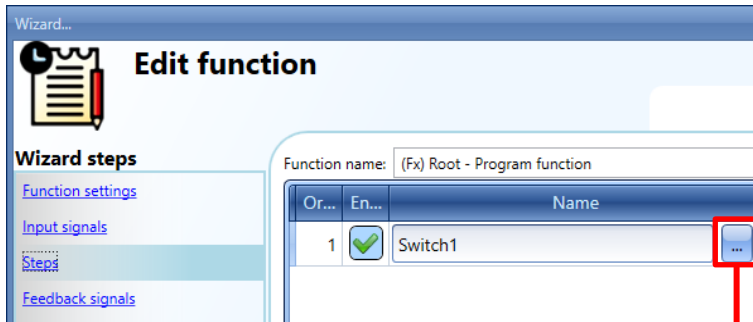 Wizard...
Edit function
Wizard steps
Function settings
Input signals
Steps
Feedback signals
Function name: (Fx) Root - Program function
Or... En... Name
1 Switch1 ...